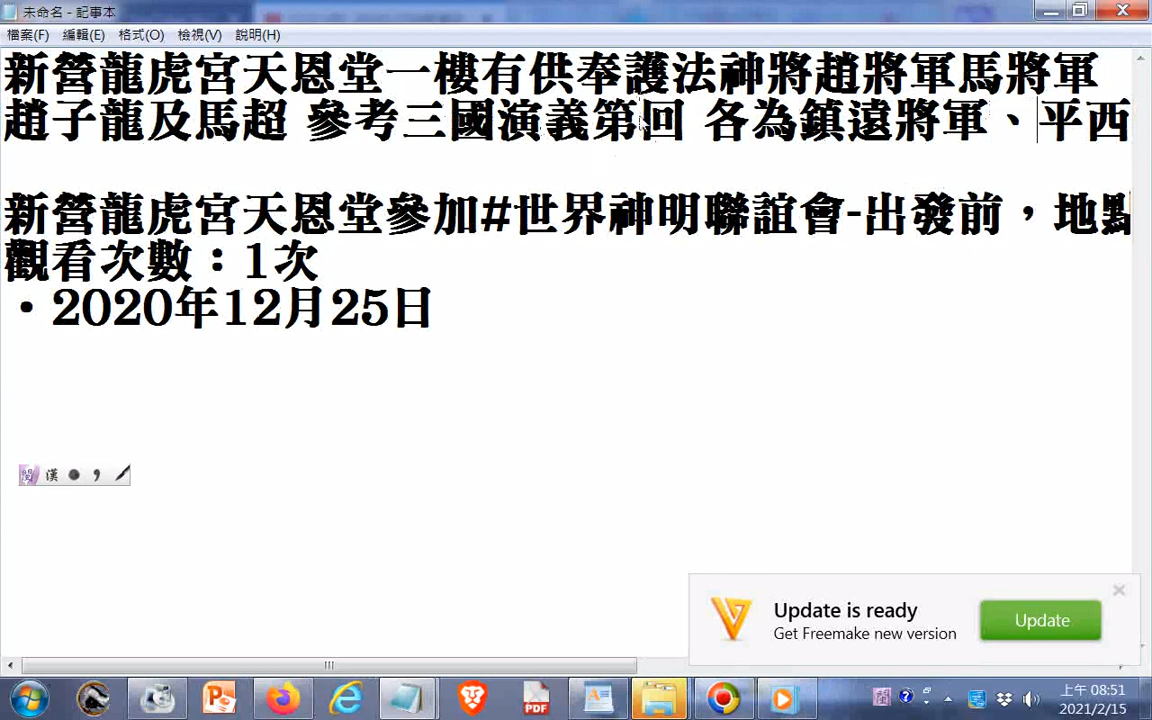 未命名 - 記事本
檔案(F) 編輯(E) 格式(O) 檢視(V) 說明(H)
新營龍虎宮天恩堂一樓有供奉護法神將趙將軍馬將軍
趙子龍及馬超 參考三國演義第回 各為鎮遠將軍、平西
新營龍虎宮天恩堂參加#世界神明聯誼會-出發前，地點
觀看次數：1次
•2020年12月25日
漢
Update is ready
Get Freemake new version
Update
PDF
上午 08:51
2021/2/15